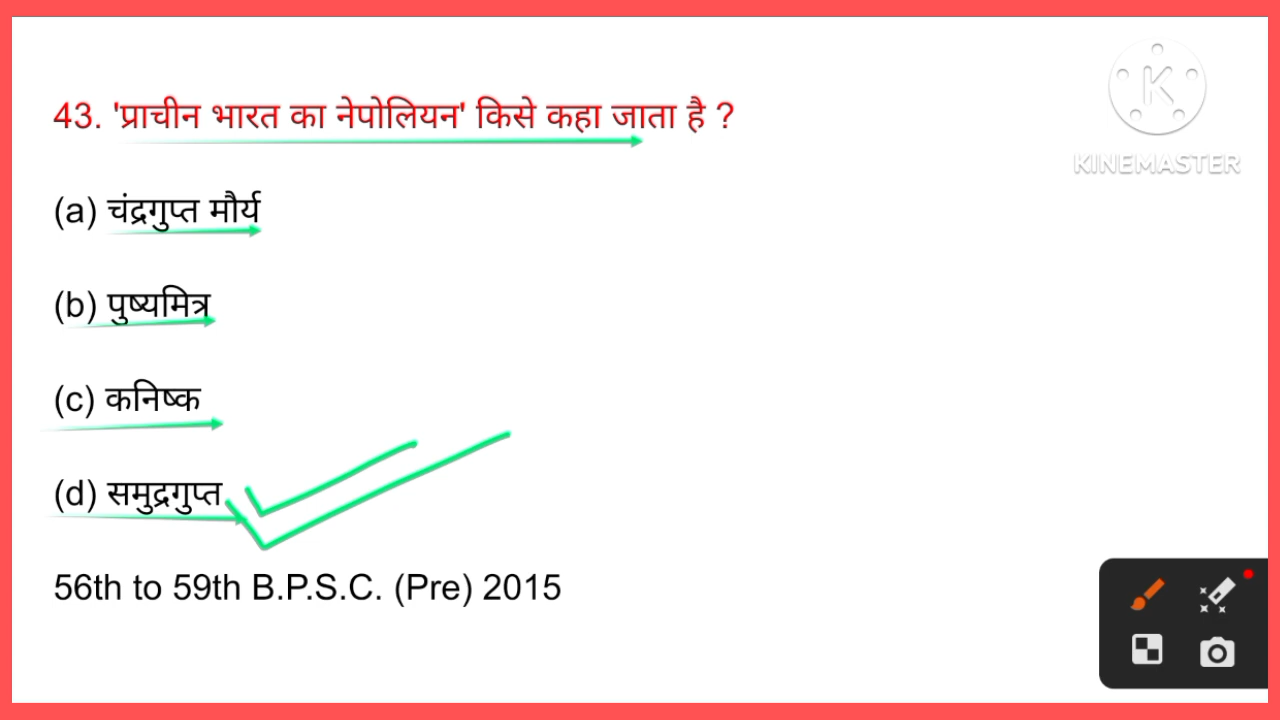 43. 'प्राचीन भारत का नेपोलियन' किसे कहा जाता है ?
KINEMASTER
(a) चंद्रगुप्त मौर्य
(b) पुष्यमित्र
(c) कनिष्क
(d) समुद्रगुप्त
56th to 59th B.P.S.C. (Pre) 2015